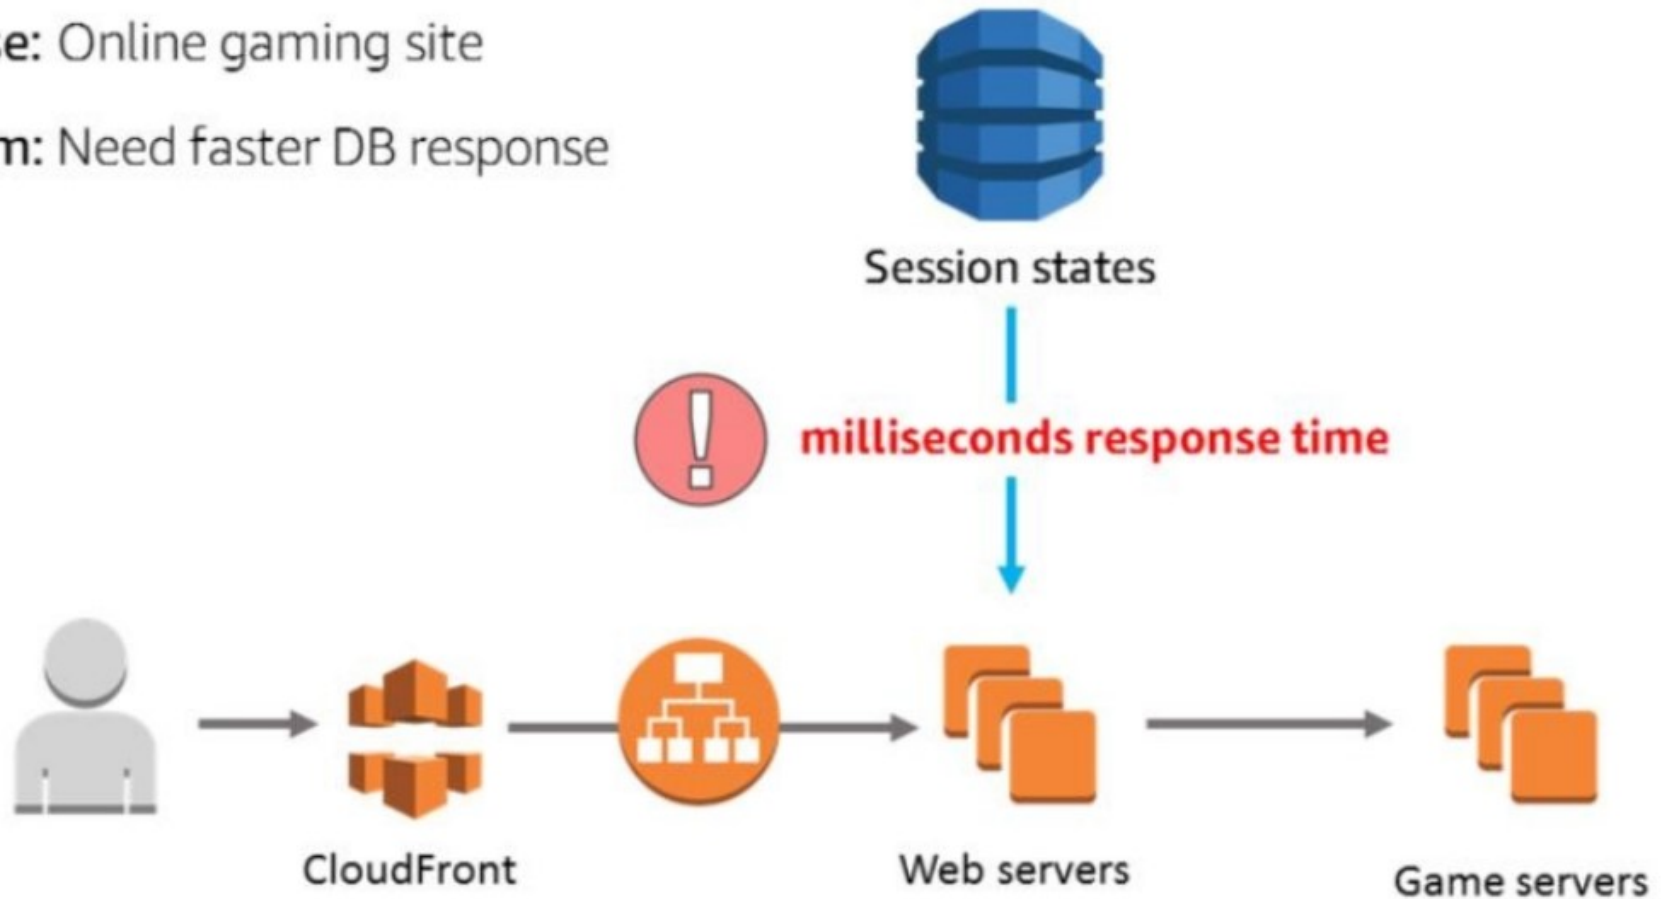 e: Online gaming site
m: Need faster DB response
Session states
milliseconds response time
CloudFront
Web servers
Game servers